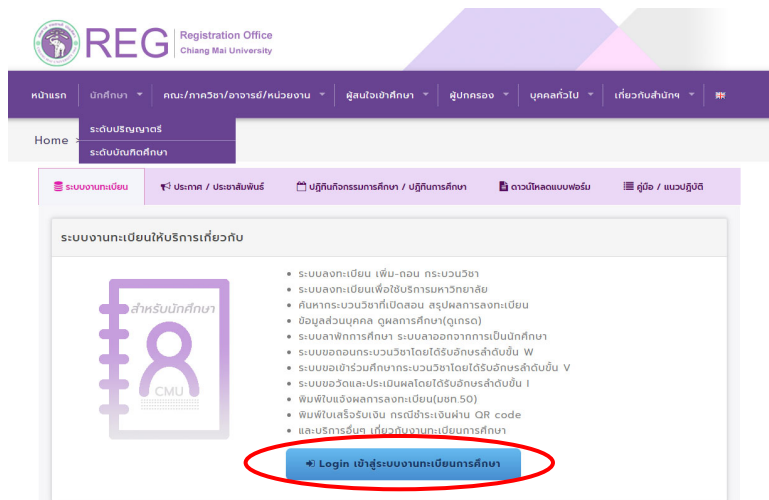 REG
Registration Office
Chiang Mai University
หน้าแรก นักศึกษา คณะ/ภาควิชา/อาจารย์/หน่วยงาน ผู้สนใจเข้าศึกษา ผู้ปกครอง บุคคลทั่วไป เกี่ยวกับสำนักฯ
ระดับปริญญาตรี
Home >
ระดับบัณฑิตศึกษา
ระบบงานทะเบียน ประกาศ / ประชาสัมพันธ์ ปฏิทินกิจกรรมการศึกษา / ปฏิทินการศึกษา ดาวน์โหลดแบบฟอร์ม คู่มือ / แนวปฏิบัติ
ระบบงานทะเบียนให้บริการเกี่ยวกับ
สำหรับนักศึกษา
CMU
ระบบลงทะเบียน เพิ่ม-ถอน กระบวนวิชา
ระบบลงทะเบียนเพื่อใช้บริการมหาวิทยาลัย
ค้นหากระบวนวิชาที่เปิดสอน สรุปผลการลงทะเบียน
ข้อมูลส่วนบุคคล ดูผลการศึกษา(ดูเกรด)
ระบบลาพักการศึกษา ระบบลาออกจากการเป็นนักศึกษา
ระบบขอถอนกระบวนวิชาโดยได้รับอักษรลำดับขั้น W
ระบบขอเข้าร่วมศึกษากระบวนวิชาโดยได้รับอักษรลำดับขั้น V
ระบบขอวัดและประเมินผลโดยได้รับอักษรลำดับขั้น I
พิมพ์ใบแจ้งผลการลงทะเบียน(มชท.50)
พิมพ์ใบเสร็จรับเงิน กรณีชำระเงินผ่าน QR code
และบริการอื่นๆ เกี่ยวกับงานทะเบียนการศึกษา
Login เข้าสู่ระบบงานทะเบียนการศึกษา